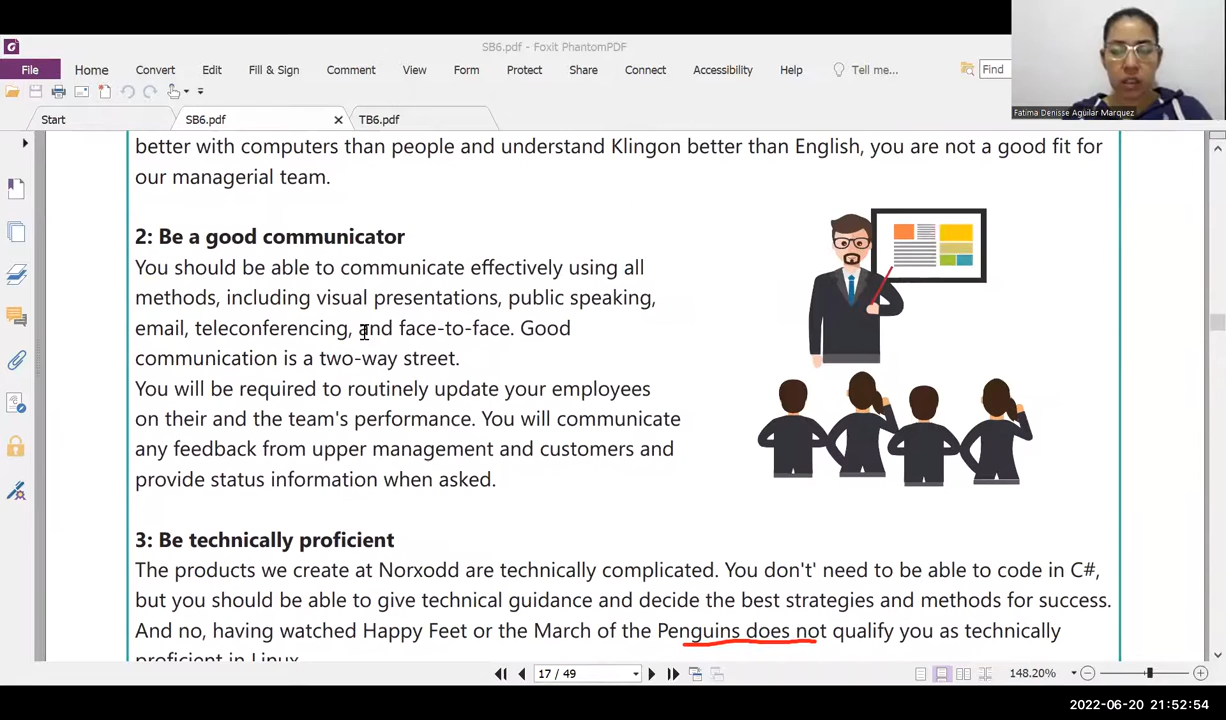 SB6.pdf - Foxit PhantomPDF
File Home Convert Edit Fill & Sign Comment View Form Protect Share Connect Accessibility Help Tell me... Find
Fatima Denisse Aguilar Marquez
Start SB6.pdf TB6.pdf
better with computers than people and understand Klingon better than English, you are not a good fit for
our managerial team.
2: Be a good communicator
You should be able to communicate effectively using all
methods, including visual presentations, public speaking,
email, teleconferencing, and face-to-face. Good
communication is a two-way street.
You will be required to routinely update your employees
on their and the team's performance. You will communicate
any feedback from upper management and customers and
provide status information when asked.
3: Be technically proficient
The products we create at Norxodd are technically complicated. You don't' need to be able to code in C#,
but you should be able to give technical guidance and decide the best strategies and methods for success.
And no, having watched Happy Feet or the March of the Penguins does not qualify you as technically
proficient in Linux.
17 / 49 148.20%
2022-06-20 21:52:54